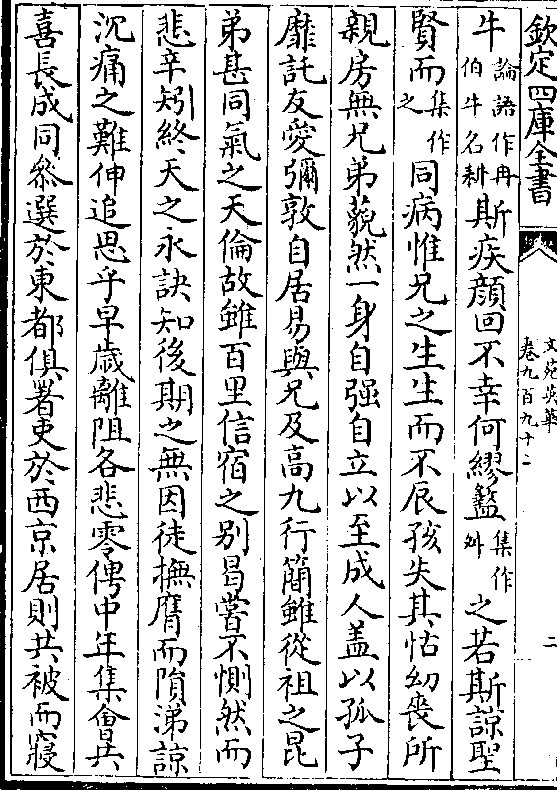 欽定四庫全書
文苑英華
卷九百九十二
二
牛論語作冉伯牛名耕斯疾顔回不幸何繆盭集作盭之若斯諒聖
賢而集作之同病惟兄之生生而不辰孩失其怙幼喪所
親房無兄弟藐然一身自强自立以至成人盖以孤子
靡託友愛彌敦自居易與兄及高九行簡雖從祖之昆
弟甚同氣之天倫故雖百里信宿之别曷嘗不惻然而
悲辛矧終天之永訣知後期之無因徒撫膺而隕涕諒
沉痛之難伸追思乎早歳離阻各悲零傳中年集會共
喜長成同叅選於東都俱署吏於西京居則共被而寢